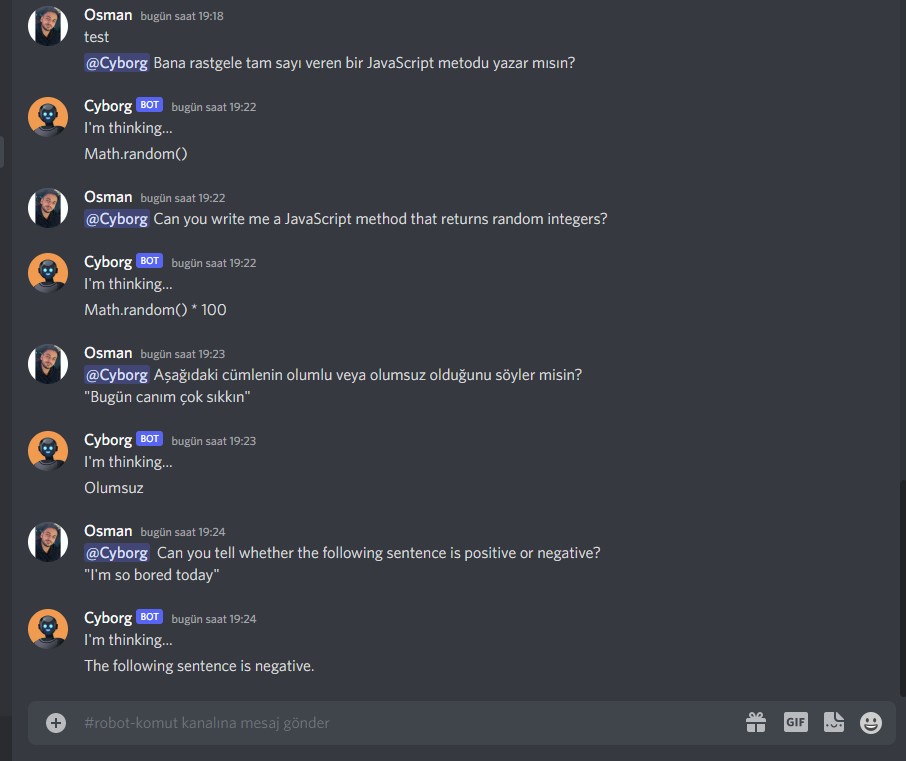 Osman bugün saat 19:18
test
@Cyborg Bana rastgele tam sayı veren bir JavaScript metodu yazar mısın?
Cyborg BOT bugün saat 19:22
I'm thinking...
Math.random()
Osman bugün saat 19:22
@Cyborg Can you write me a JavaScript method that returns random integers?
Cyborg BOT bugün saat 19:22
I'm thinking...
Math.random() * 100
Osman bugün saat 19:23
@Cyborg Aşağıdaki cümlenin olumlu veya olumsuz olduğunu söyler misin?
"Bugün canım çok sıkkın"
Cyborg BOT bugün saat 19:23
I'm thinking...
Olumsuz
Osman bugün saat 19:24
@Cyborg Can you tell whether the following sentence is positive or negative?
"I'm so bored today"
Cyborg BOT bugün saat 19:24
I'm thinking...
The following sentence is negative.
#robot-komut kanalına mesaj gönder
GIF